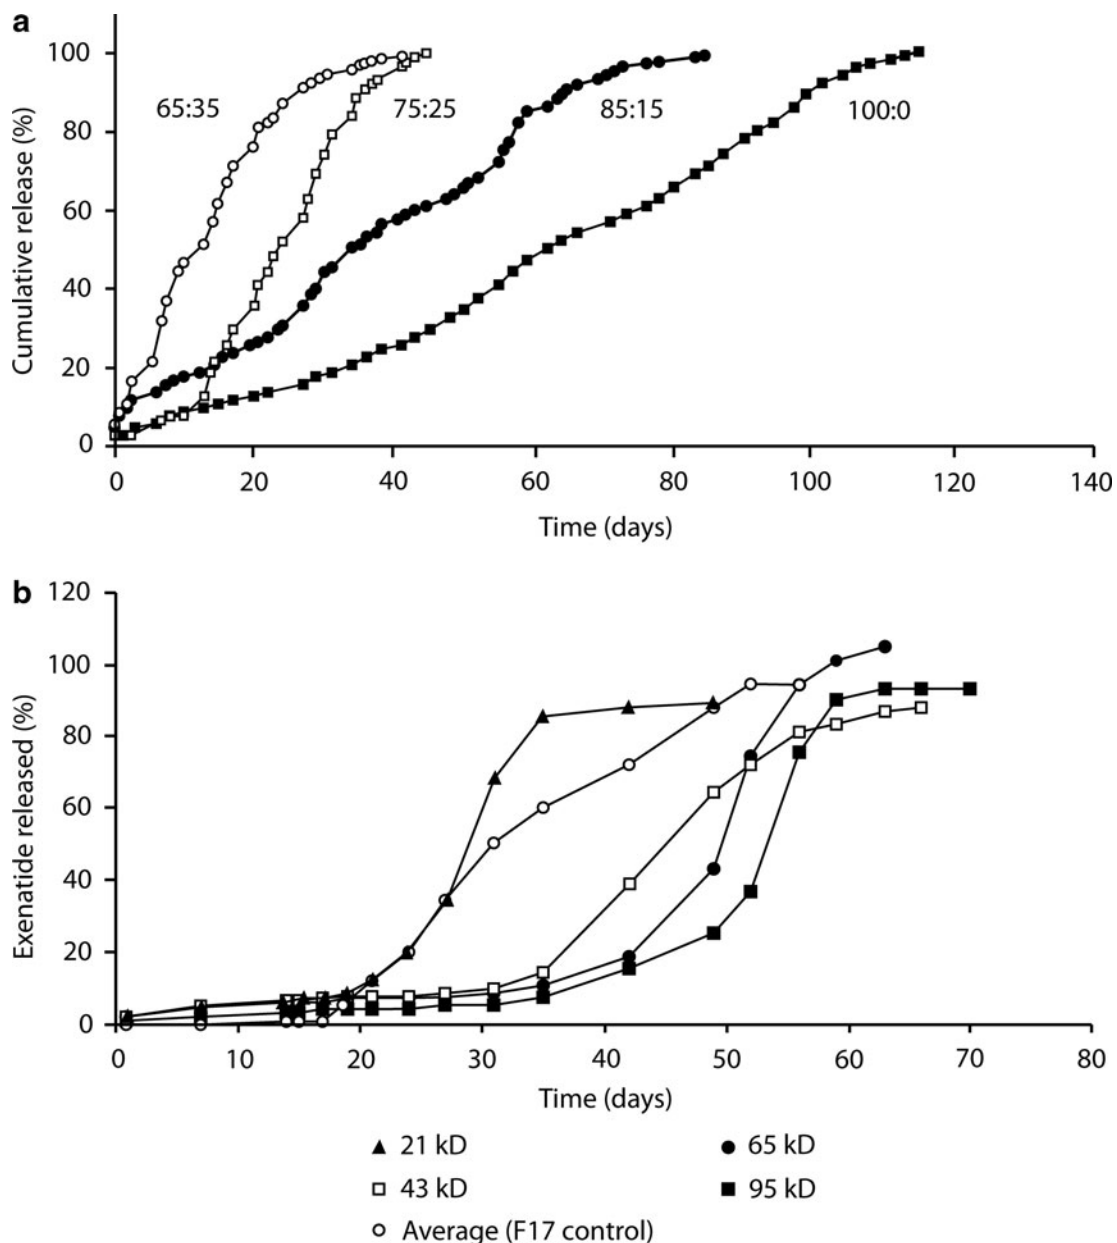 a
100
80
60
40
20
0
Cumulative release (%)
65:35
75:25
85:15
100:0
0 20 40 60 80 100 120 140
Time (days)
b
120
100
80
60
40
20
0
Exenatide released (%)
0 10 20 30 40 50 60 70 80
Time (days)
21 kD
65 kD
43 kD
95 kD
Average (F17 control)